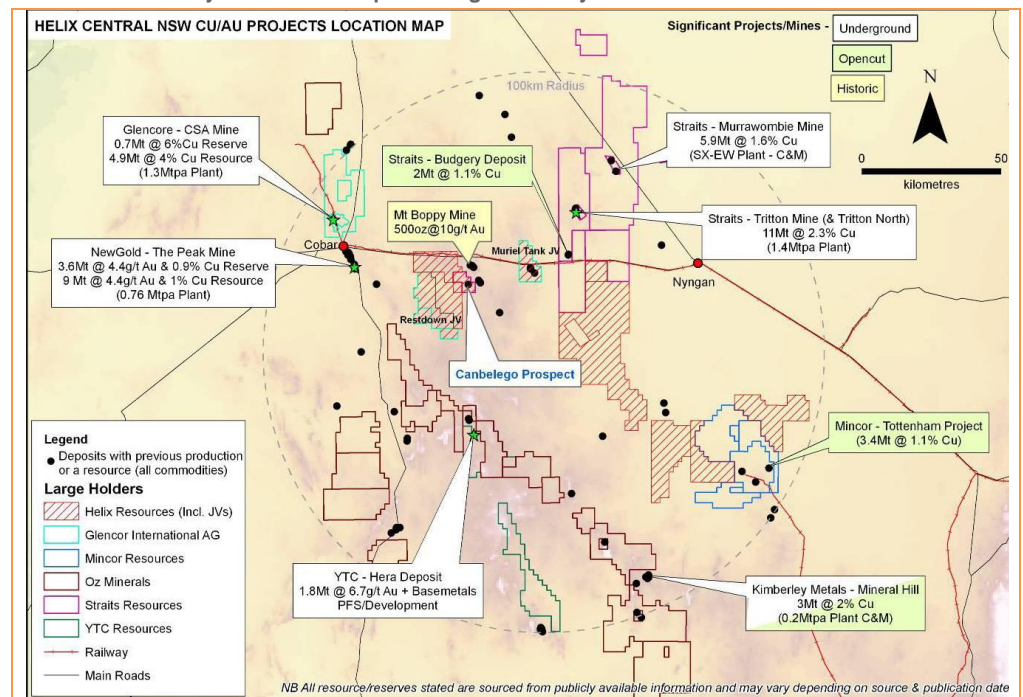 HELIX CENTRAL NSW CU/AU PROJECTS LOCATION MAP
Significant Projects/Mines -
Underground
Opencut
Historic
N
0
50
kilometres
100km Radius
Glencore - CSA Mine
0.7Mt @ 6%Cu Reserve
4.9Mt @ 4% Cu Resource
(1.3Mtpa Plant)
Straits - Budgery Deposit
2Mt @ 1.1% Cu
Straits - Murrawombie Mine
5.9Mt @ 1.6% Cu
(SX-EW Plant - C&M)
Mt Boppy Mine
500oz@10g/t Au
Straits - Tritton Mine (& Tritton North)
11Mt @ 2.3% Cu
(1.4Mtpa Plant)
Cobar
NewGold - The Peak Mine
3.6Mt @ 4.4g/t Au & 0.9% Cu Reserve
9 Mt @ 4.4g/t Au & 1% Cu Resource
(0.76 Mtpa Plant)
Muriel Tank JV
Nyngan
Restdown JV
Canbelego Prospect
Mincor - Tottenham Project
(3.4Mt @ 1.1% Cu)
Legend
Deposits with previous production
or a resource (all commodities)
Large Holders
Helix Resources (Incl. JVs)
Glencor International AG
Mincor Resources
Oz Minerals
Straits Resources
YTC Resources
Railway
Main Roads
YTC - Hera Deposit
1.8Mt @ 6.7g/t Au + Basemetals
PFS/Development
Kimberley Metals - Mineral Hill
3Mt @ 2% Cu
(0.2Mtpa Plant C&M)
NB All resource/reserves stated are sourced from publicly available information and may vary depending on source & publication date